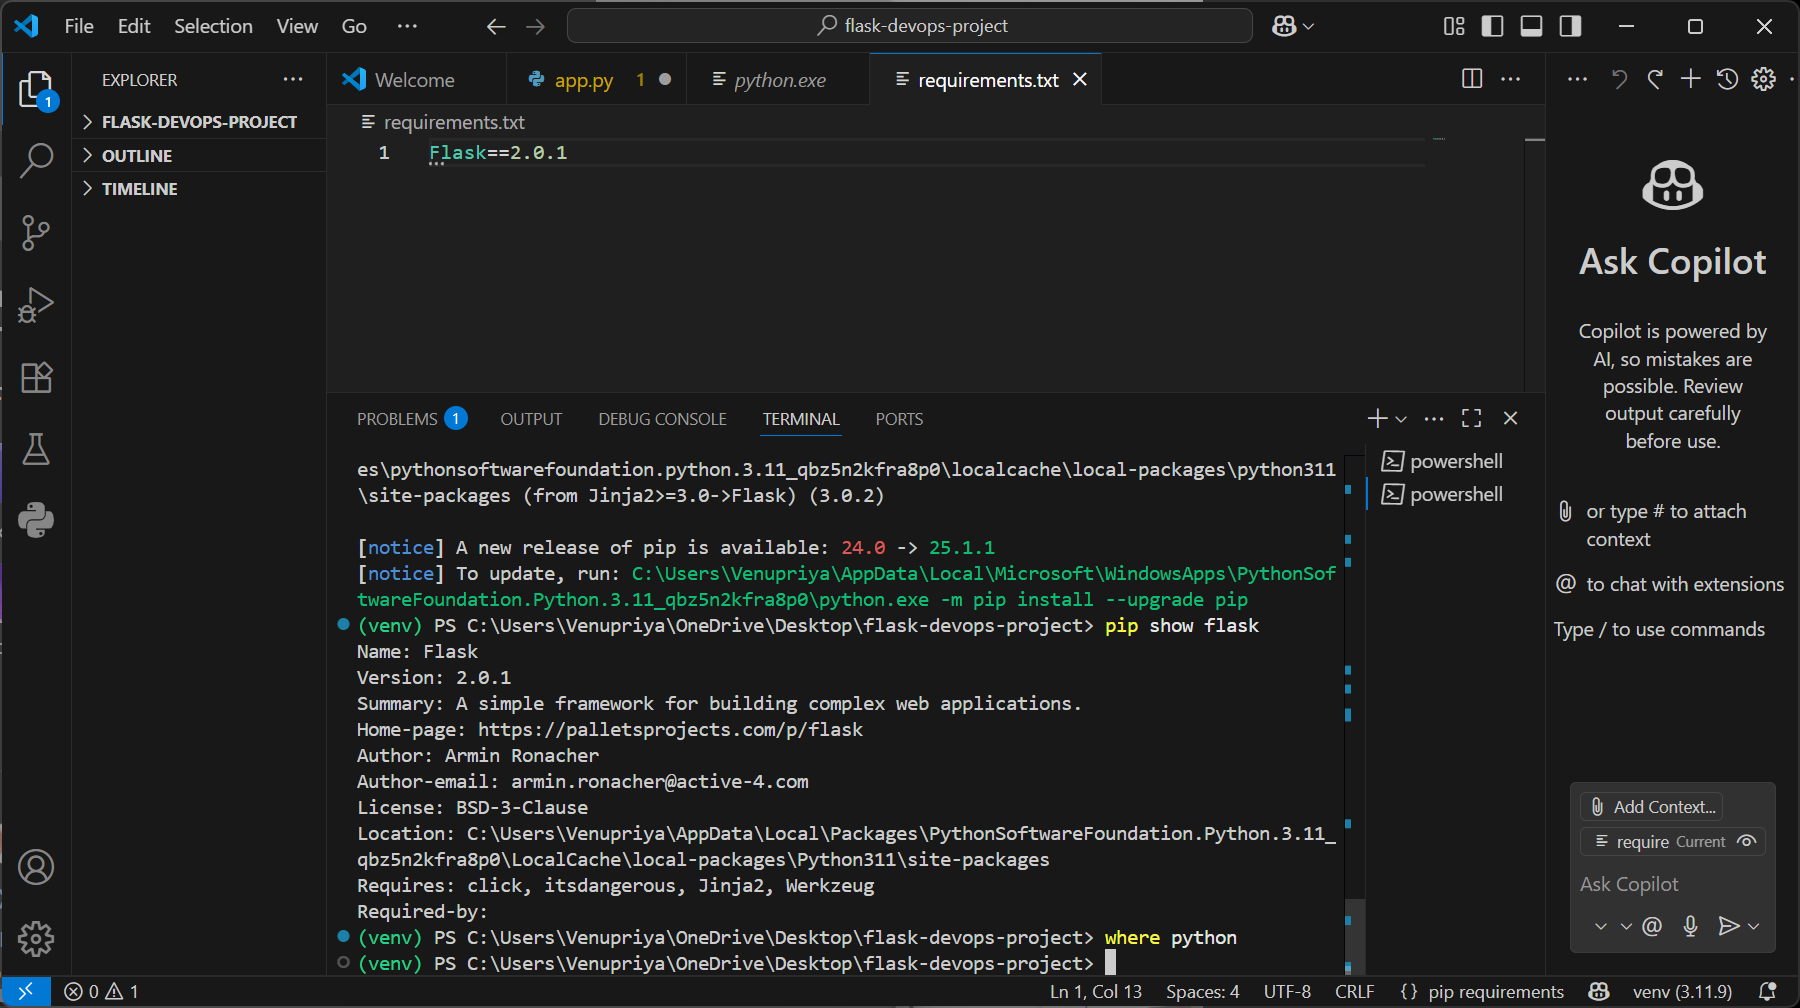 File Edit Selection View Go ··· flask-devops-project
EXPLORER ···
FLASK-DEVOPS-PROJECT
OUTLINE
TIMELINE
Welcome app.py 1 python.exe requirements.txt
requirements.txt
1 Flask==2.0.1
PROBLEMS 1 OUTPUT DEBUG CONSOLE TERMINAL PORTS
es\pythonsoftwarefoundation.python.3.11_qbz5n2kfra8p0\localcache\local-packages\python311
\site-packages (from Jinja2>=3.0->Flask) (3.0.2)
[notice] A new release of pip is available: 24.0 -> 25.1.1
[notice] To update, run: C:\Users\Venupriya\AppData\Local\Microsoft\WindowsApps\PythonSof
twareFoundation.Python.3.11_qbz5n2kfra8p0\python.exe -m pip install --upgrade pip
(venv) PS C:\Users\Venupriya\OneDrive\Desktop\flask-devops-project> pip show flask
Name: Flask
Version: 2.0.1
Summary: A simple framework for building complex web applications.
Home-page: https://palletsprojects.com/p/flask
Author: Armin Ronacher
Author-email: armin.ronacher@active-4.com
License: BSD-3-Clause
Location: C:\Users\Venupriya\AppData\Local\Packages\PythonSoftwareFoundation.Python.3.11_
qbz5n2kfra8p0\LocalCache\local-packages\Python311\site-packages
Requires: click, itsdangerous, Jinja2, Werkzeug
Required-by:
(venv) PS C:\Users\Venupriya\OneDrive\Desktop\flask-devops-project> where python
(venv) PS C:\Users\Venupriya\OneDrive\Desktop\flask-devops-project>
powershell
powershell
Ask Copilot
Copilot is powered by
AI, so mistakes are
possible. Review
output carefully
before use.
or type # to attach
context
@ to chat with extensions
Type / to use commands
Add Context...
require Current
Ask Copilot
@
1
0 1 Ln 1, Col 13 Spaces: 4 UTF-8 CRLF {} pip requirements venv (3.11.9)